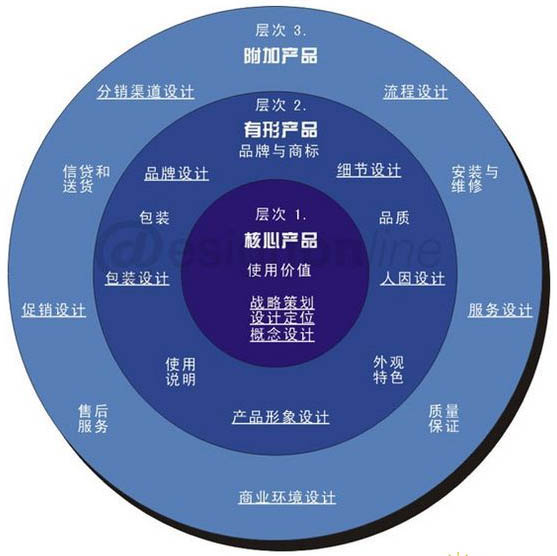 层次 3.
附加产品
分销渠道设计
流程设计
层次 2.
有形产品
品牌与商标
信贷和
送货
品牌设计
细节设计
安装与
维修
包装
层次 1.
核心产品
使用价值
品质
@esignonline
包装设计
人因设计
促销设计
战略策划
设计定位
概念设计
服务设计
使用
说明
外观
特色
售后
服务
产品形象设计
质量
保证
商业环境设计